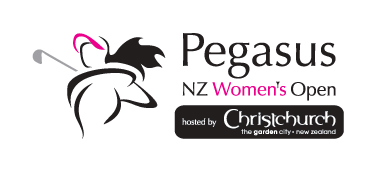 Pegasus
NZ Women's Open
hosted by Christchurch
the garden city • new zealand